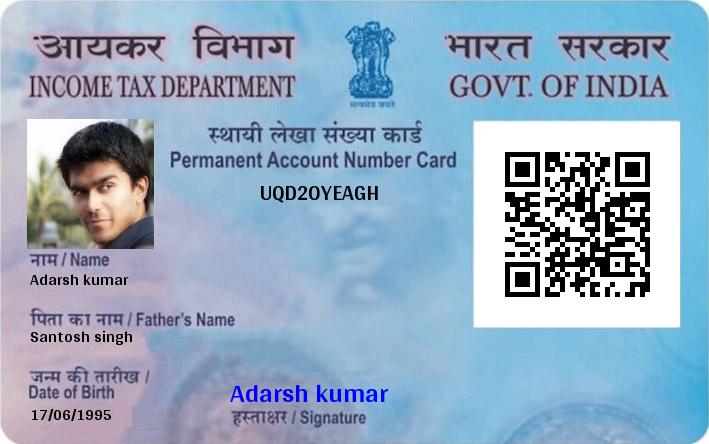 आयकर विभाग
INCOME TAX DEPARTMENT
सत्यमेव जयते
भारत सरकार
GOVT. OF INDIA
स्थायी लेखा संख्या कार्ड
Permanent Account Number Card
UQD2OYEAGH
नाम / Name
Adarsh kumar
पिता का नाम / Father's Name
Santosh singh
जन्म की तारीख /
Date of Birth
17/06/1995
Adarsh kumar
हस्ताक्षर / Signature